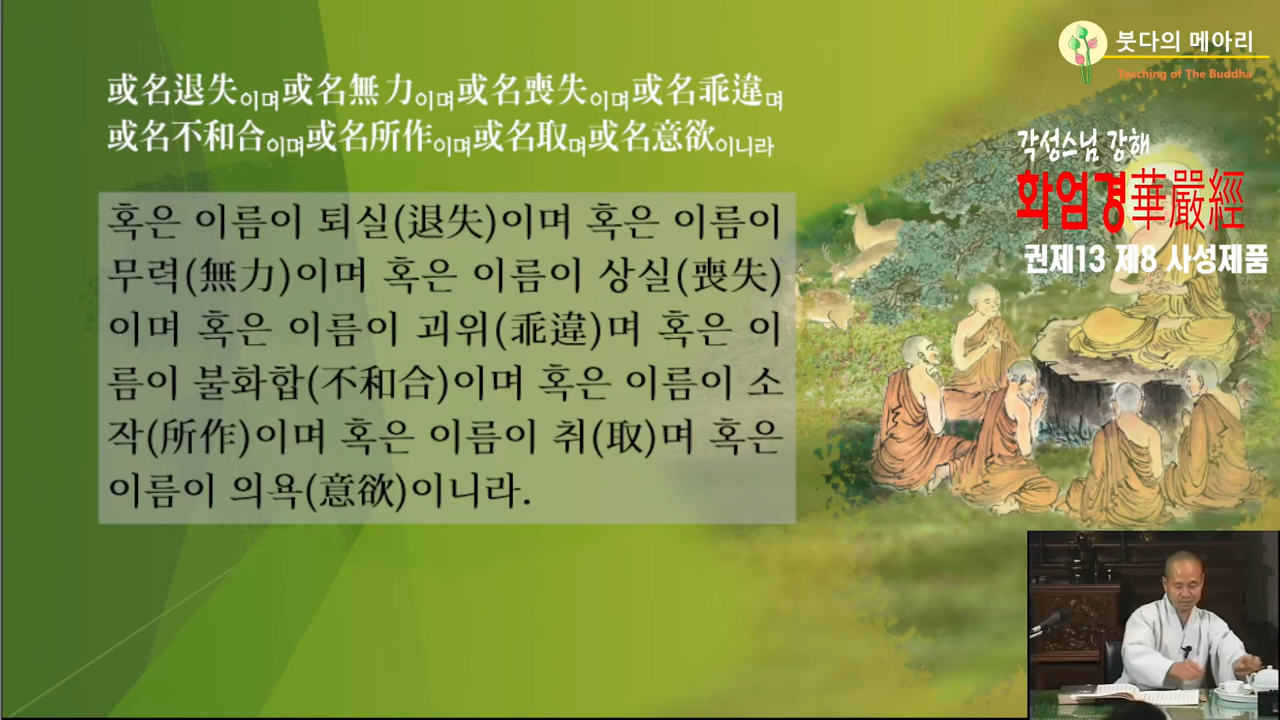 或名退失이며或名無力이며或名喪失이며或名乖違며
或名不和合이며或名所作이며或名取며或名意欲이니라
혹은 이름이 퇴실(退失)이며 혹은 이름이
무력(無力)이며 혹은 이름이 상실(喪失)
이며 혹은 이름이 괴위(乖違)며 혹은 이
름이 불화합(不和合)이며 혹은 이름이 소
작(所作)이며 혹은 이름이 취(取)며 혹은
이름이 의욕(意欲)이니라.
붓다의 메아리
Teaching of The Buddha
각성스님 강해
화엄경華嚴經
권제13 제8 사성제품